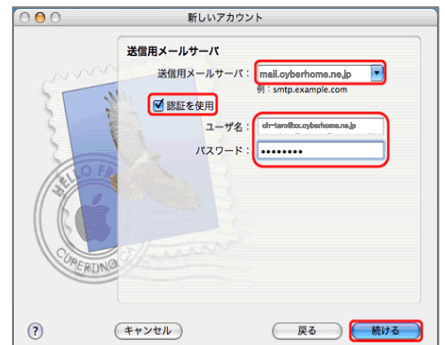 新しいアカウント
送信用メールサーバ
送信用メールサーバ： mail.cyberhome.ne.jp
例：smtp.example.com
認証を使用
ユーザ名： ch-taro@xx.cyberhome.ne.jp
パスワード： ••••••••
HELLO FR
CUPERTINO
? キャンセル 戻る 続ける